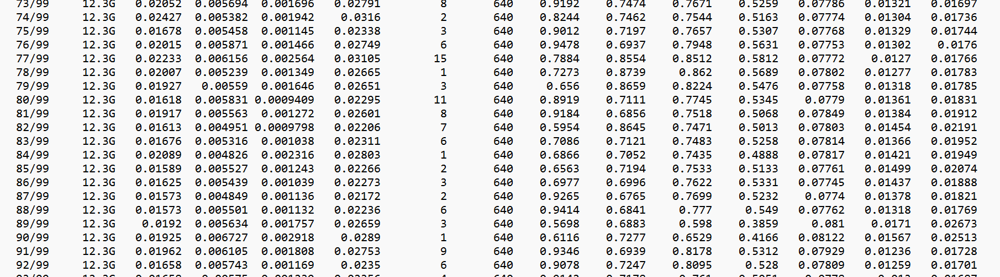 73/99 12.3G 0.02052 0.005694 0.001696 0.02791 8 640 0.9192 0.7474 0.7671 0.5259 0.07786 0.01321 0.01697
74/99 12.3G 0.02427 0.005382 0.001942 0.0316 2 640 0.8244 0.7462 0.7544 0.5163 0.07774 0.01304 0.01736
75/99 12.3G 0.01678 0.005458 0.001145 0.02338 3 640 0.9012 0.7197 0.7657 0.5307 0.07768 0.01329 0.01744
76/99 12.3G 0.02015 0.005871 0.001466 0.02749 6 640 0.9478 0.6937 0.7948 0.5631 0.07753 0.01302 0.0176
77/99 12.3G 0.02233 0.006156 0.002564 0.03105 15 640 0.7884 0.8554 0.8512 0.5812 0.07772 0.0127 0.01766
78/99 12.3G 0.02007 0.005239 0.001349 0.02665 1 640 0.7273 0.8739 0.862 0.5689 0.07802 0.01277 0.01783
79/99 12.3G 0.01927 0.00559 0.001646 0.02651 3 640 0.656 0.8659 0.8224 0.5476 0.07758 0.01318 0.01785
80/99 12.3G 0.01618 0.005831 0.0009409 0.02295 11 640 0.8919 0.7111 0.7745 0.5345 0.0779 0.01361 0.01831
81/99 12.3G 0.01917 0.005563 0.001272 0.02601 8 640 0.9184 0.6856 0.7518 0.5068 0.07849 0.01384 0.01912
82/99 12.3G 0.01613 0.004951 0.0009798 0.02206 7 640 0.5954 0.8645 0.7471 0.5013 0.07803 0.01454 0.02191
83/99 12.3G 0.01676 0.005316 0.001038 0.02311 6 640 0.7086 0.7121 0.7483 0.5258 0.07814 0.01366 0.01952
84/99 12.3G 0.02089 0.004826 0.002316 0.02803 1 640 0.6866 0.7052 0.7435 0.4888 0.07817 0.01421 0.01949
85/99 12.3G 0.01589 0.005527 0.001243 0.02266 2 640 0.6563 0.7194 0.7533 0.5133 0.07761 0.01499 0.02074
86/99 12.3G 0.01625 0.005439 0.001039 0.02273 3 640 0.6977 0.6996 0.7622 0.5331 0.07745 0.01437 0.01888
87/99 12.3G 0.01573 0.004849 0.001136 0.02172 2 640 0.9265 0.6765 0.7699 0.5232 0.0774 0.01378 0.01821
88/99 12.3G 0.01573 0.005501 0.001132 0.02236 6 640 0.9414 0.6841 0.777 0.549 0.07762 0.01318 0.01769
89/99 12.3G 0.0192 0.005634 0.001757 0.02659 3 640 0.5698 0.6883 0.598 0.3859 0.081 0.0171 0.02673
90/99 12.3G 0.01925 0.006727 0.002918 0.0289 1 640 0.6116 0.7277 0.6529 0.4166 0.08122 0.01567 0.02513
91/99 12.3G 0.01962 0.006105 0.001808 0.02753 9 640 0.9346 0.6939 0.8178 0.5312 0.07929 0.01236 0.01728
92/99 12.3G 0.01658 0.005743 0.001169 0.0235 6 640 0.9078 0.7247 0.8095 0.528 0.07809 0.01259 0.01701